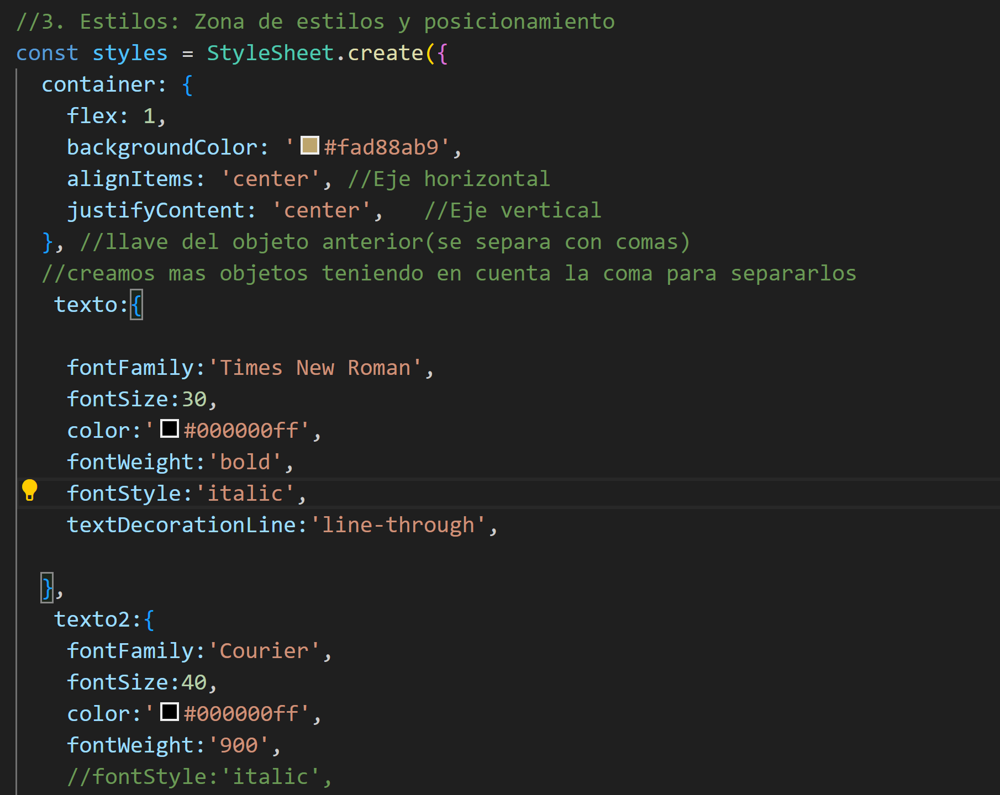 //3. Estilos: Zona de estilos y posicionamiento
const styles = StyleSheet.create({
  container: {
    flex: 1,
    backgroundColor: '#fad88ab9',
    alignItems: 'center', //Eje horizontal
    justifyContent: 'center',   //Eje vertical
  }, //llave del objeto anterior(se separa con comas)
  //creamos mas objetos teniendo en cuenta la coma para separarlos
   texto:{

    fontFamily:'Times New Roman',
    fontSize:30,
    color:'#000000ff',
    fontWeight:'bold',
    fontStyle:'italic',
    textDecorationLine:'line-through',

  },
   texto2:{
    fontFamily:'Courier',
    fontSize:40,
    color:'#000000ff',
    fontWeight:'900',
    //fontStyle:'italic',